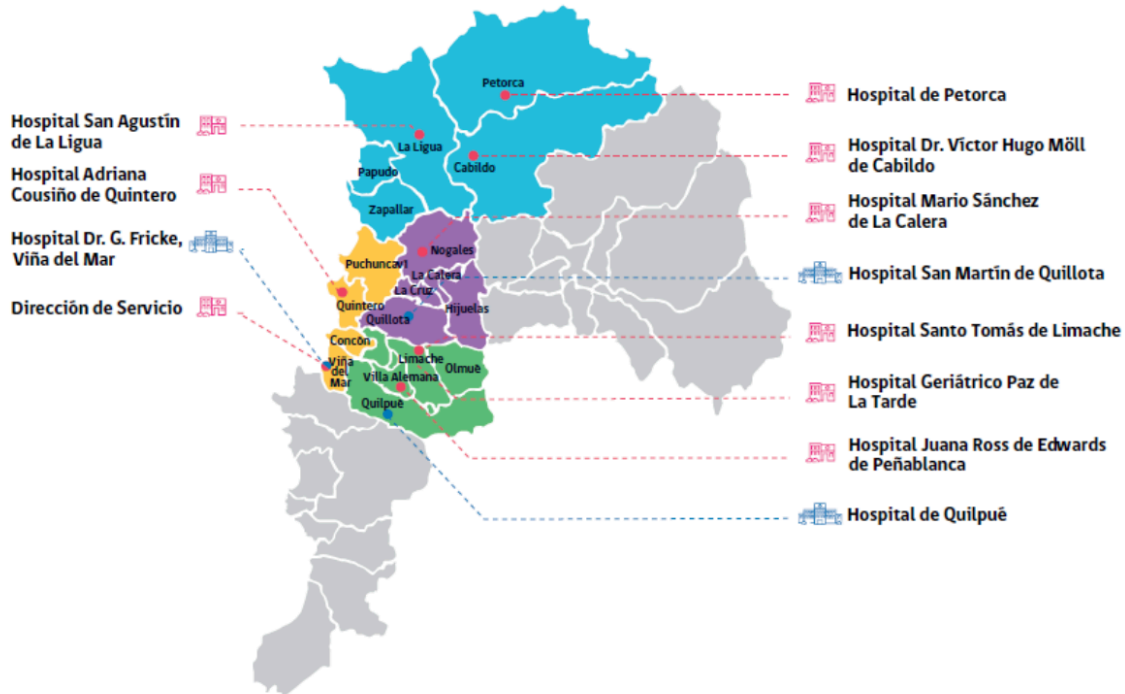 Hospital San Agustín
de La Ligua
Hospital Adriana
Cousiño de Quintero
Hospital Dr. G. Fricke,
Viña del Mar
Dirección de Servicio
Petorca
La Ligua
Cabildo
Papudo
Zapallar
Nogales
Puchuncaví
La Calera
La Cruz
Hijuelas
Quintero
Quillota
Concón
Viña
del
Mar
Limache
Olmué
Villa Alemana
Quilpué
Hospital de Petorca
Hospital Dr. Víctor Hugo Möll
de Cabildo
Hospital Mario Sánchez
de La Calera
Hospital San Martín de Quillota
Hospital Santo Tomás de Limache
Hospital Geriátrico Paz de
La Tarde
Hospital Juana Ross de Edwards
de Peñablanca
Hospital de Quilpué